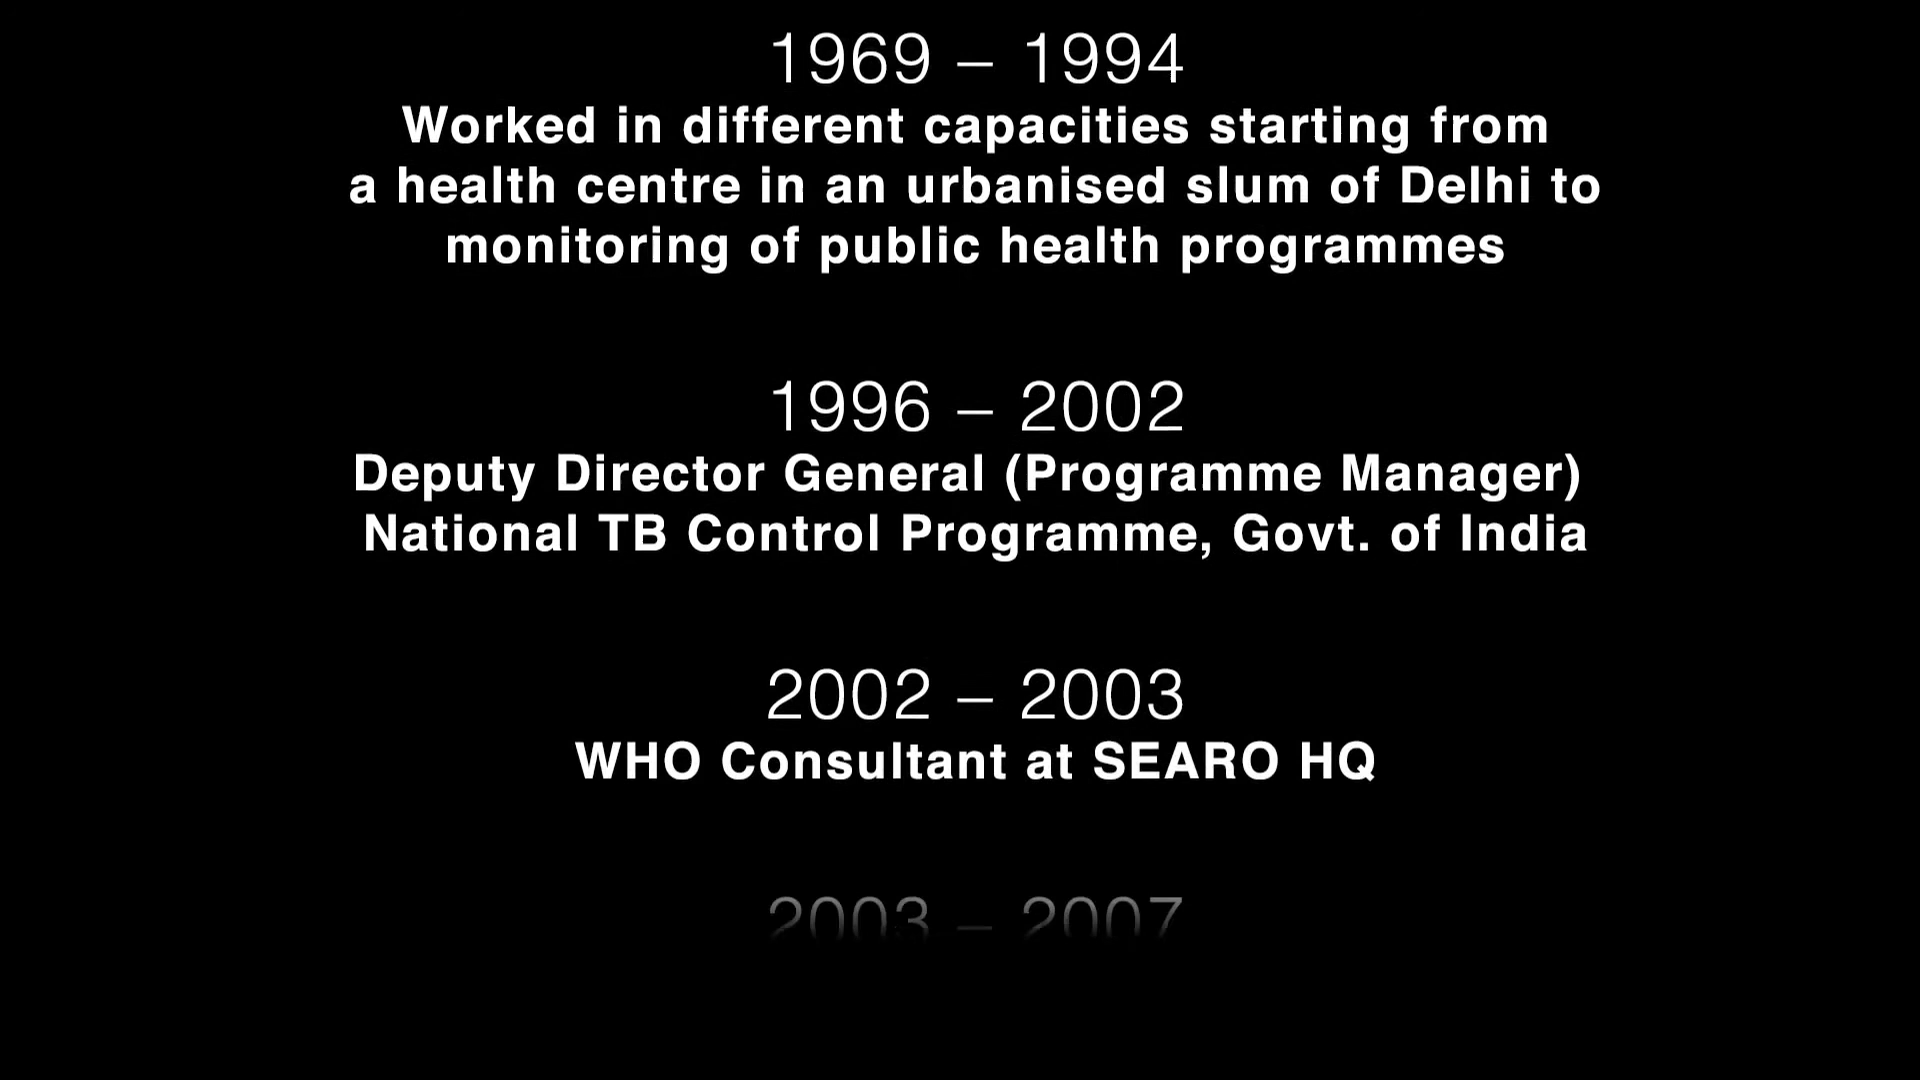 1969 – 1994
Worked in different capacities starting from
a health centre in an urbanised slum of Delhi to
monitoring of public health programmes
1996 – 2002
Deputy Director General (Programme Manager)
National TB Control Programme, Govt. of India
2002 – 2003
WHO Consultant at SEARO HQ
2003 – 2007